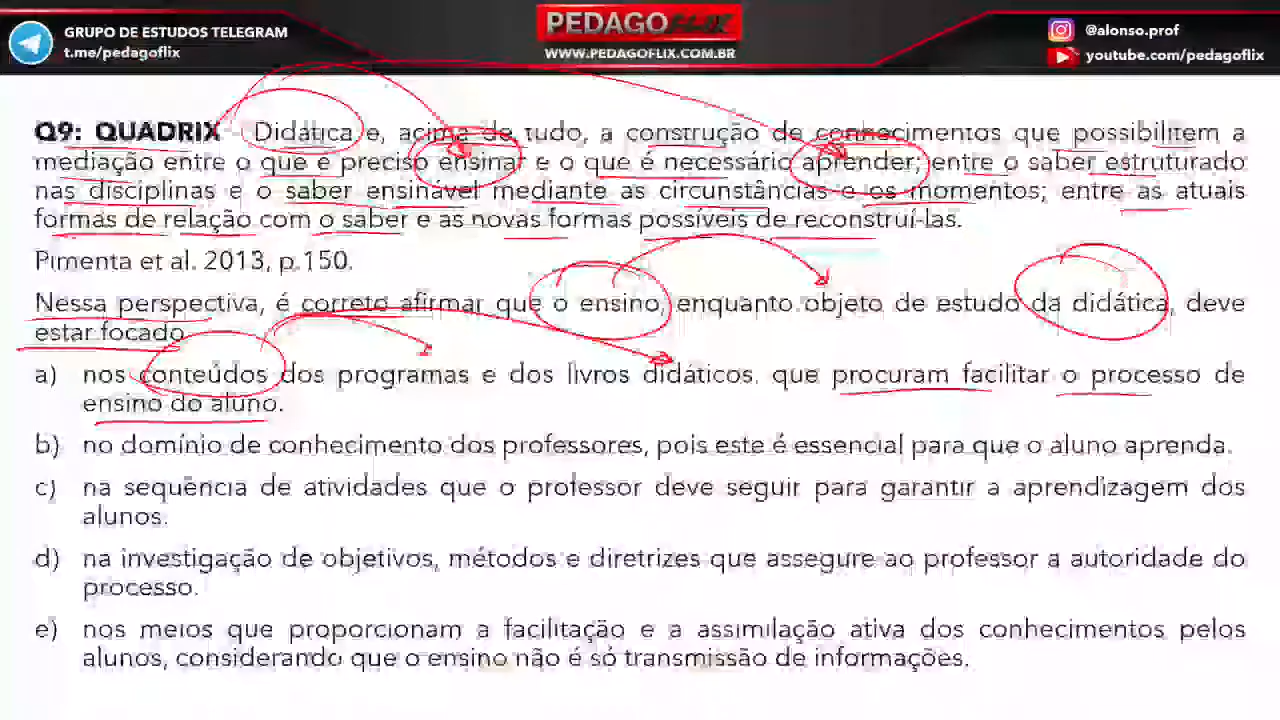 GRUPO DE ESTUDOS TELEGRAM
t.me/pedagoflix
PEDAGOFLIX
WWW.PEDAGOFLIX.COM.BR
@alonso.prof
youtube.com/pedagoflix
Q9: QUADRIX - Didática e, acima de tudo, a construção de conhecimentos que possibilitem a
mediação entre o que é preciso ensinar e o que é necessário aprender; entre o saber estruturado
nas disciplinas e o saber ensinável mediante as circunstâncias e os momentos; entre as atuais
formas de relação com o saber e as novas formas possíveis de reconstruí-las.
Pimenta et al. 2013, p.150.
Nessa perspectiva, é correto afirmar que o ensino, enquanto objeto de estudo da didática, deve
estar focado
a) nos conteúdos dos programas e dos livros didáticos, que procuram facilitar o processo de
ensino do aluno.
b) no domínio de conhecimento dos professores, pois este é essencial para que o aluno aprenda.
c) na sequência de atividades que o professor deve seguir para garantir a aprendizagem dos
alunos.
d) na investigação de objetivos, métodos e diretrizes que assegure ao professor a autoridade do
processo.
e) nos meios que proporcionam a facilitação e a assimilação ativa dos conhecimentos pelos
alunos, considerando que o ensino não é só transmissão de informações.